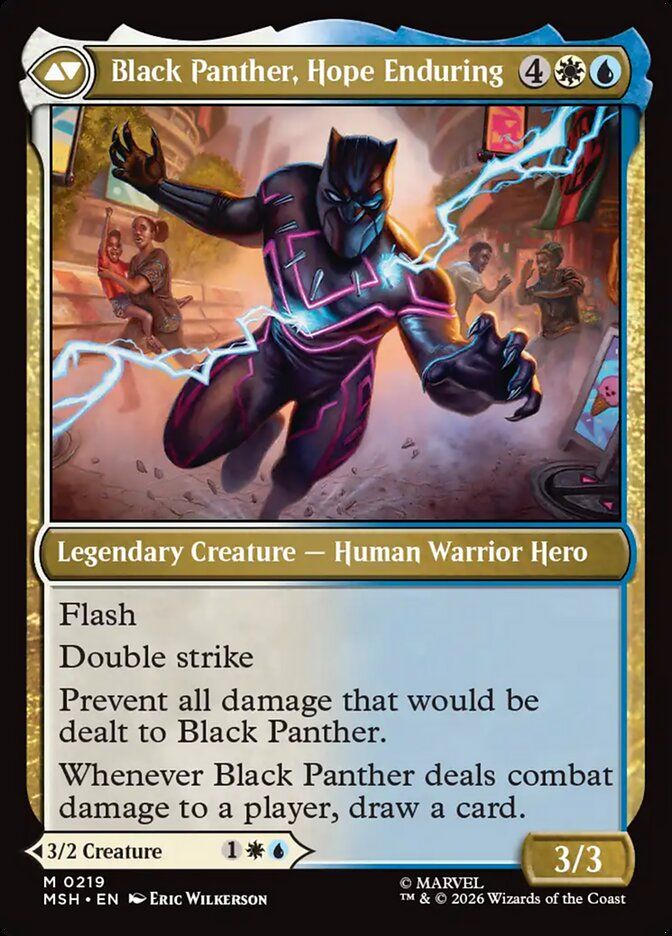 Black Panther, Hope Enduring 4
Legendary Creature — Human Warrior Hero
Flash
Double strike
Prevent all damage that would be
dealt to Black Panther.
Whenever Black Panther deals combat
damage to a player, draw a card.
3/2 Creature 1
3/3
M 0219
MSH • EN Eric Wilkerson
© MARVEL
™ & © 2026 Wizards of the Coast